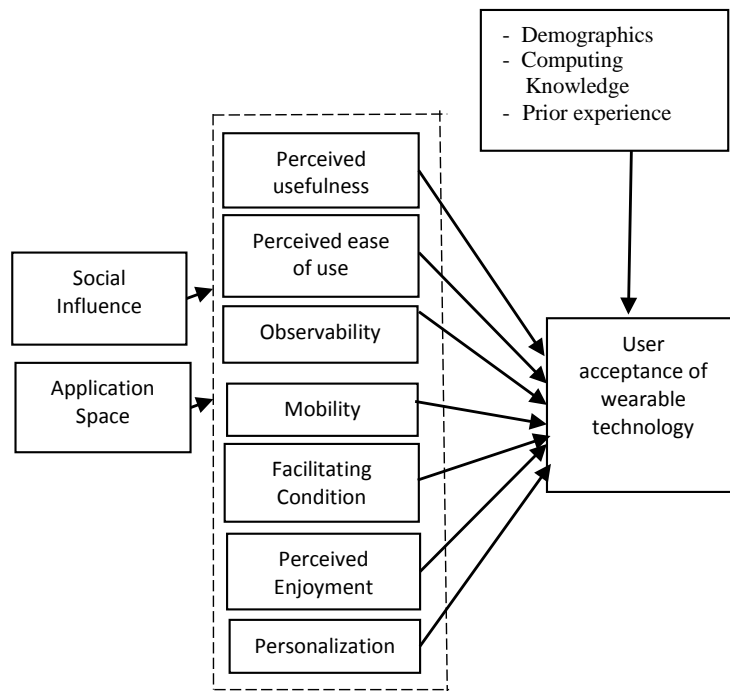 - Demographics
- Computing
Knowledge
- Prior experience
Perceived
usefulness
Perceived ease
of use
Social
Influence
Observability
Application
Space
Mobility
Facilitating
Condition
Perceived
Enjoyment
Personalization
User
acceptance of
wearable
technology